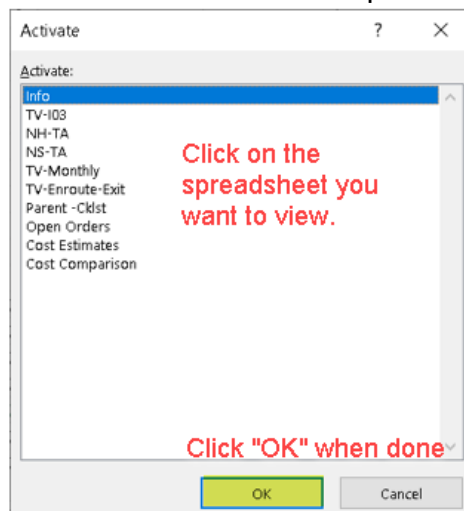 Activate ? ×
Activate:
Info
TV-I03
NH-TA
NS-TA
TV-Monthly
TV-Enroute-Exit
Parent -Cklst
Open Orders
Cost Estimates
Cost Comparison
Click on the
spreadsheet you
want to view.
Click "OK" when done
OK Cancel